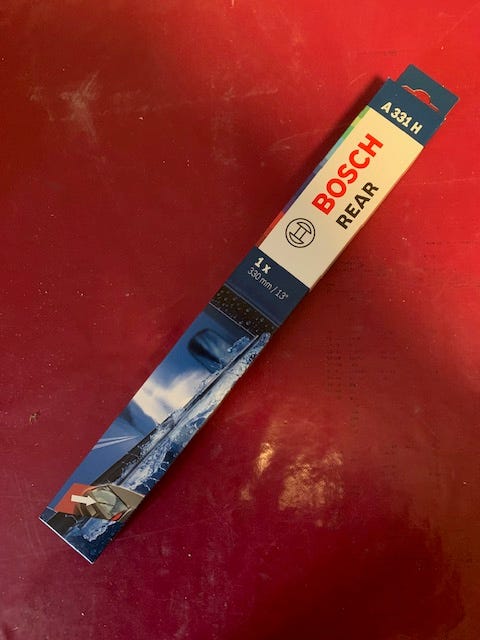 A 331 H
BOSCH
REAR
1 x
330 mm / 13"